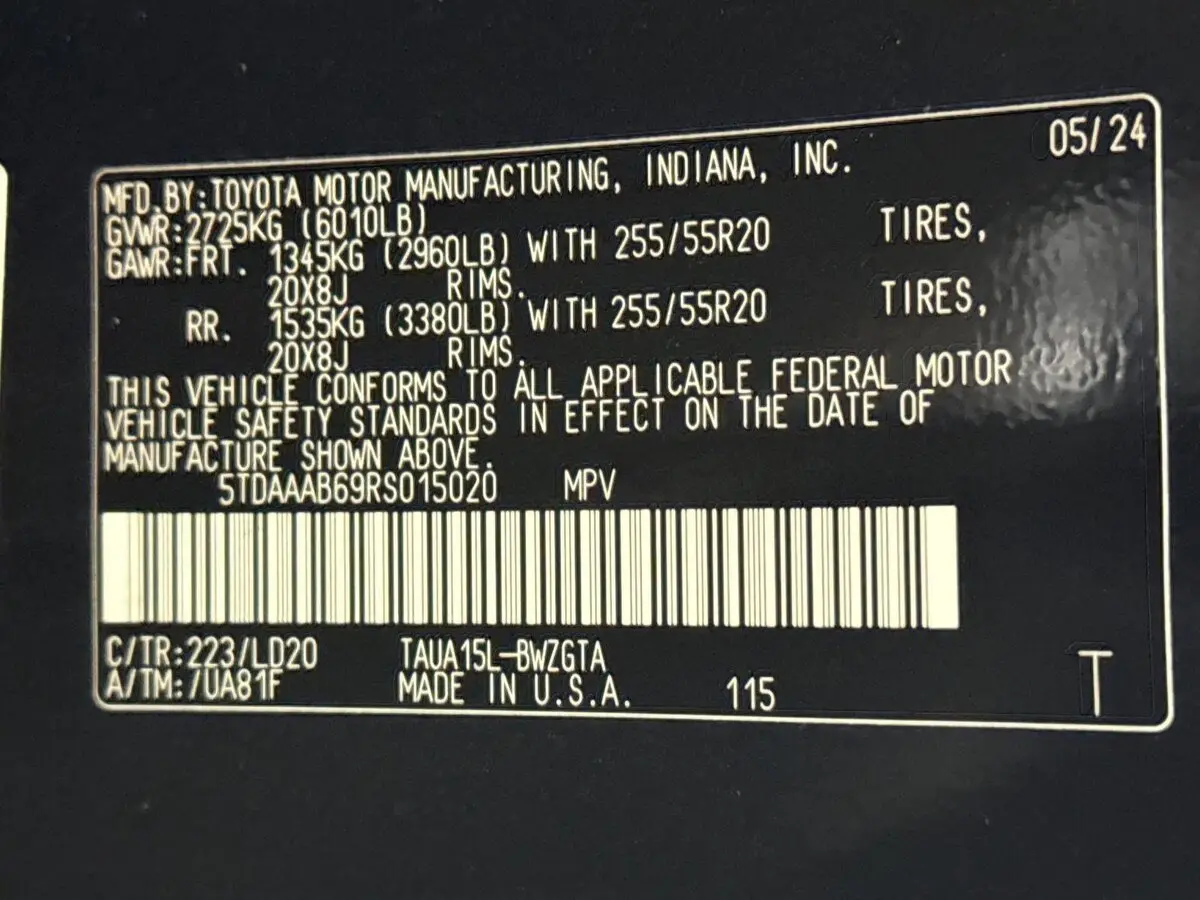 05/24
MFD.BY:TOYOTA MOTOR MANUFACTURING, INDIANA, INC.
GVWR:2725KG (6010LB)
GAWR:FRT. 1345KG (2960LB) WITH 255/55R20 TIRES,
20X8J RIMS.
RR. 1535KG (3380LB) WITH 255/55R20 TIRES,
20X8J RIMS.
THIS VEHICLE CONFORMS TO ALL APPLICABLE FEDERAL MOTOR
VEHICLE SAFETY STANDARDS IN EFFECT ON THE DATE OF
MANUFACTURE SHOWN ABOVE.
5TDAAAB69RS015020 MPV
C/TR:223/LD20 TAUA15L-BWZGTA
A/TM:/UA81F MADE IN U.S.A. 115 T